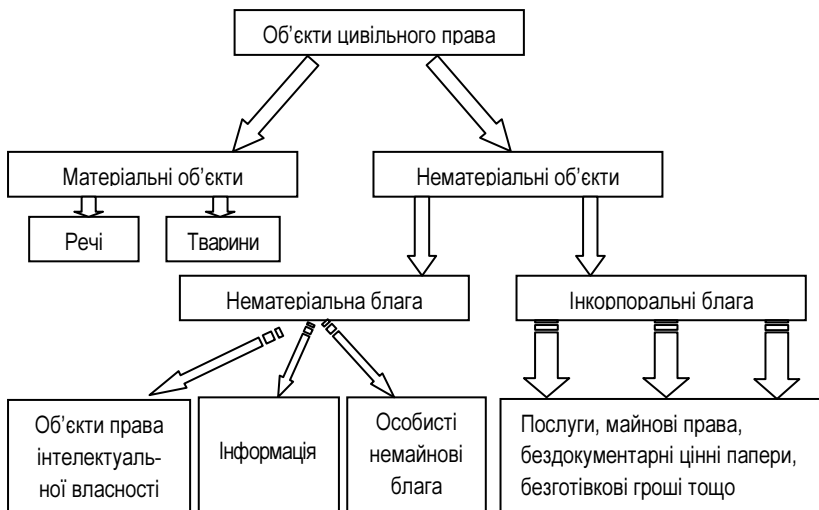 Об’єкти цивільного права
Матеріальні об’єкти
Нематеріальні об’єкти
Речі
Тварини
Нематеріальна блага
Інкорпоральні блага
Об’єкти права
інтелектуаль-
ної власності
Інформація
Особисті
немайнові
блага
Послуги, майнові права,
бездокументарні цінні папери,
безготівкові гроші тощо